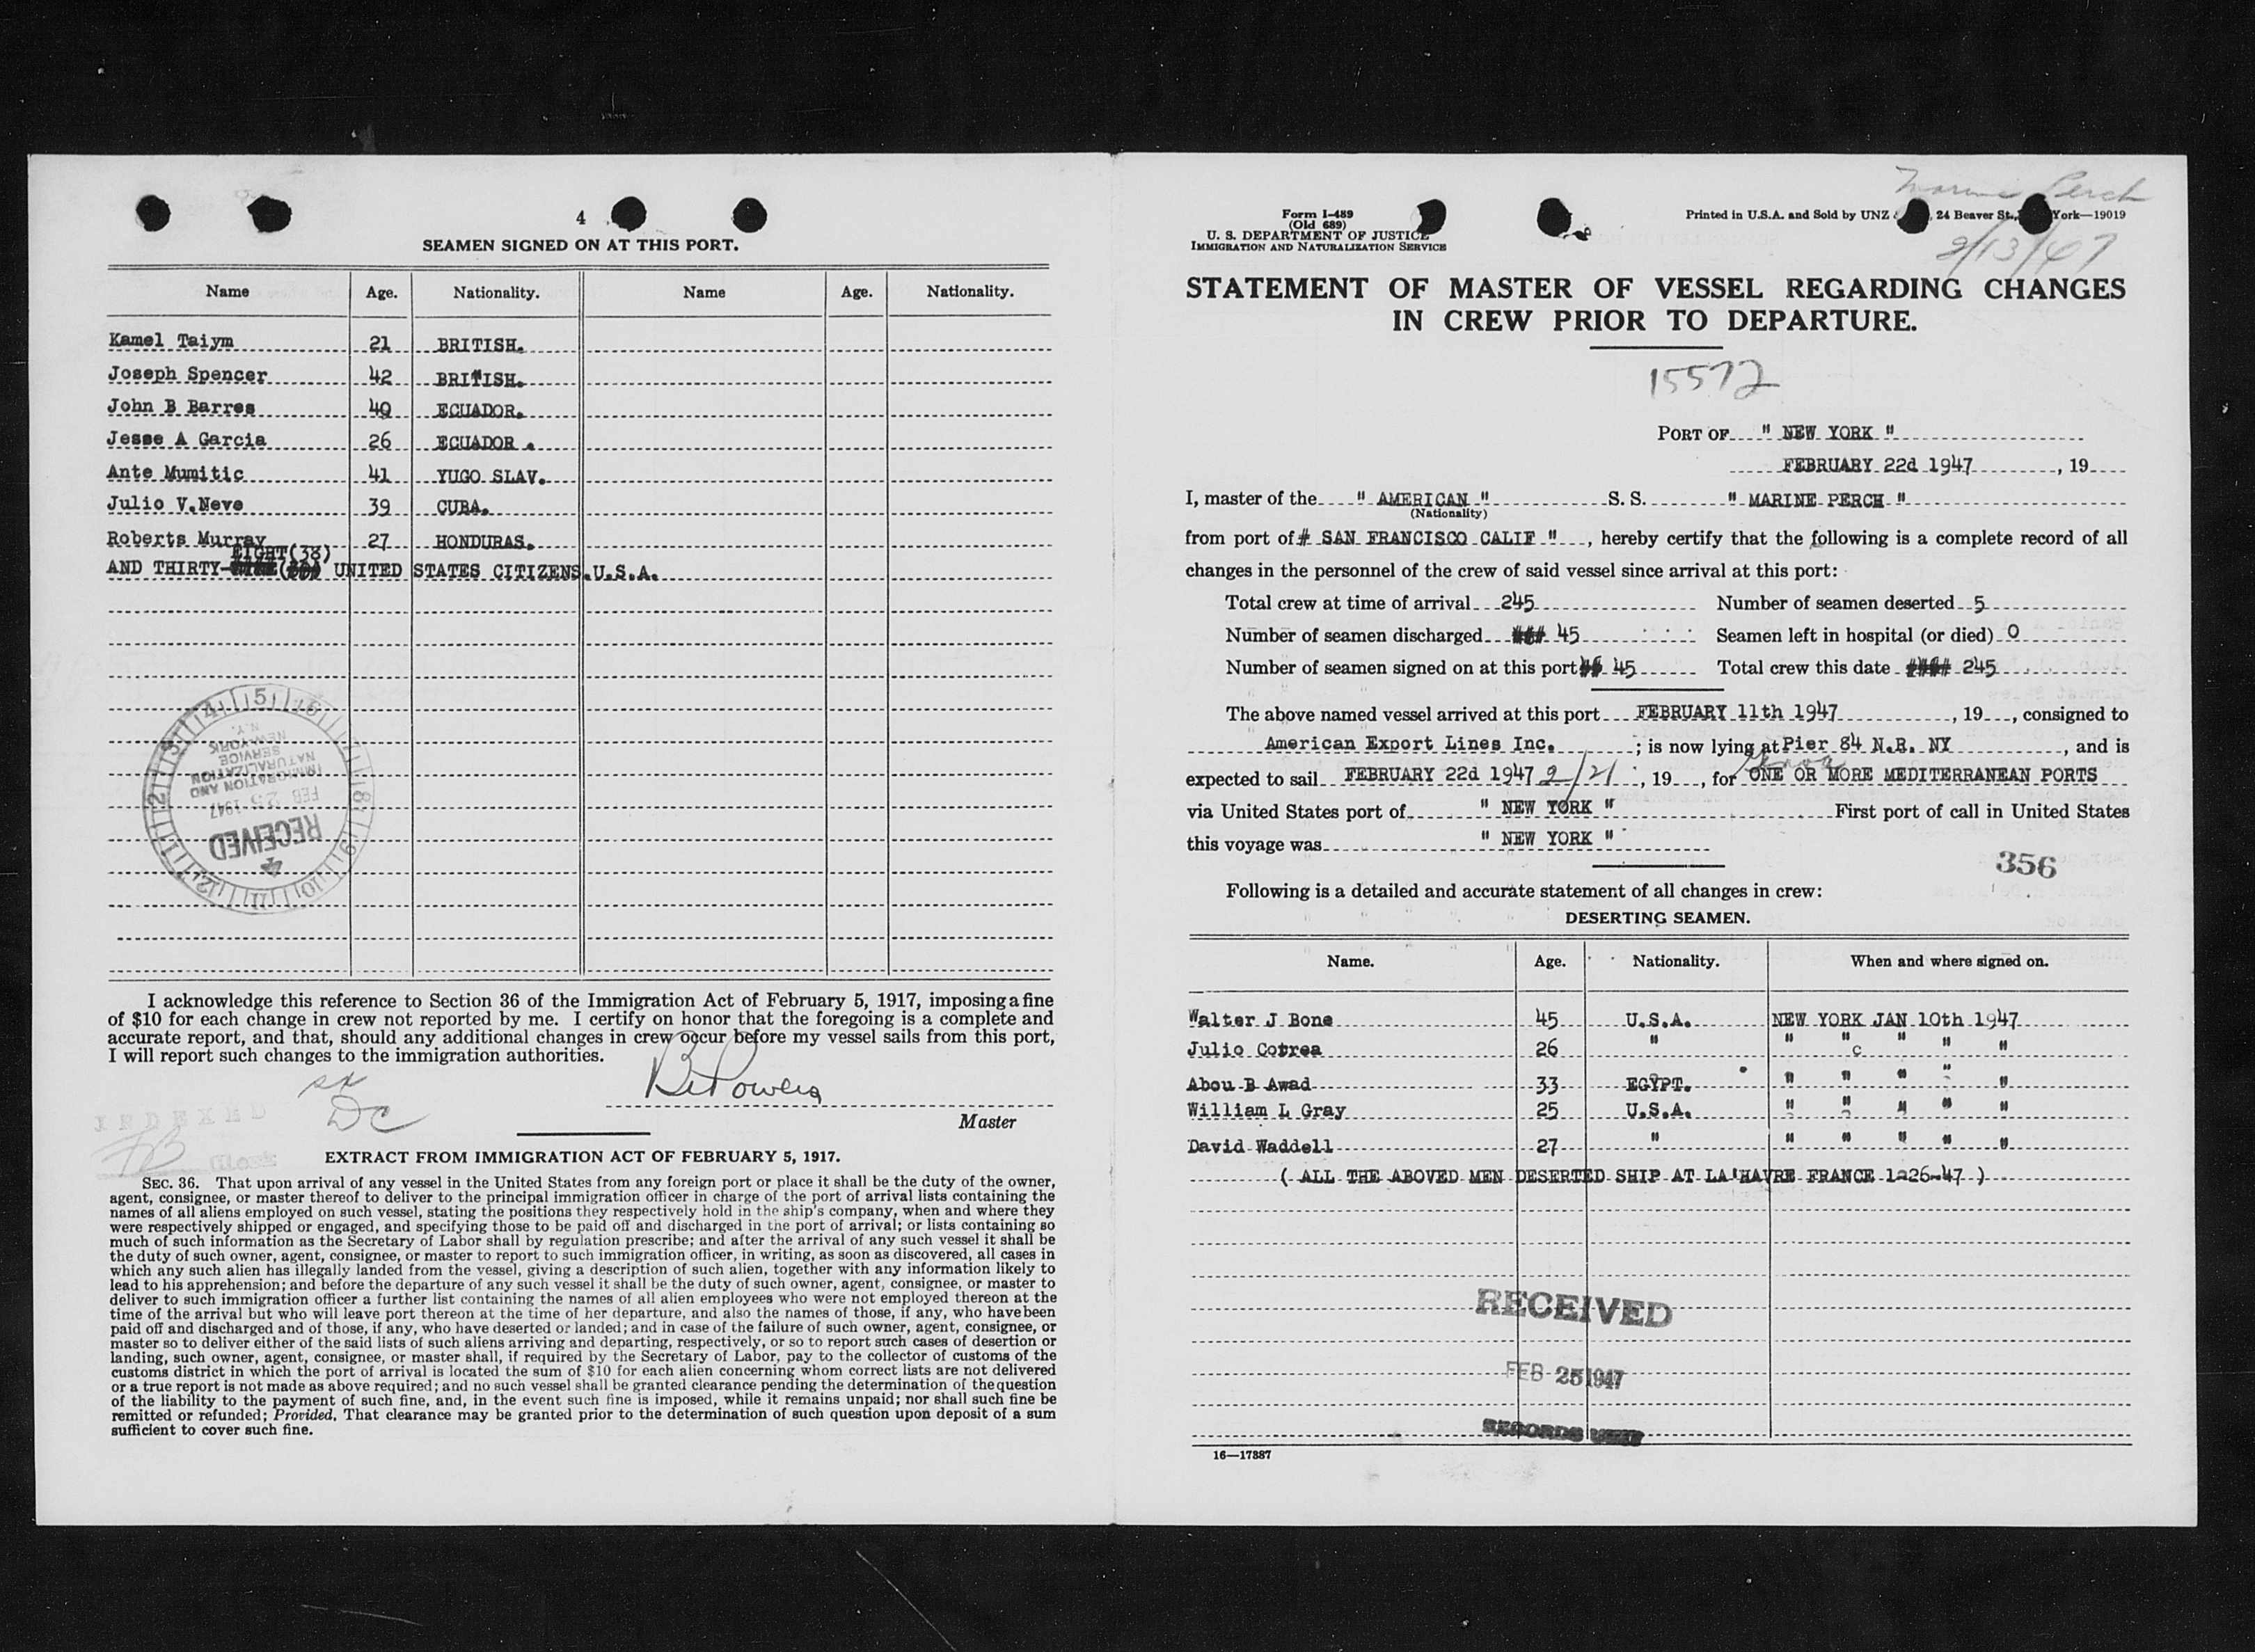 4
SEAMEN SIGNED ON AT THIS PORT.
Name Age. Nationality. Name Age. Nationality.
Kamel Taiym 21 BRITISH.
Joseph Spencer 42 BRITISH.
John B Barres 40 ECUADOR.
Jesse A Garcia 26 ECUADOR .
Ante Mumitic 41 YUGO SLAV.
Julio V.Neve 39 CUBA.
Roberts Murray 27 HONDURAS.
EIGHT(38)
AND THIRTY- UNITED STATES CITIZENS.U.S.A.
IMMIGRATION AND
NATURALIZATION
SERVICE
NEW YORK
N.Y.
FEB 25 1947
RECEIVED
I acknowledge this reference to Section 36 of the Immigration Act of February 5, 1917, imposing a fine
of $10 for each change in crew not reported by me. I certify on honor that the foregoing is a complete and
accurate report, and that, should any additional changes in crew occur before my vessel sails from this port,
I will report such changes to the immigration authorities.
Powers
DC
Master
INDEXED
EXTRACT FROM IMMIGRATION ACT OF FEBRUARY 5, 1917.
SEC. 36. That upon arrival of any vessel in the United States from any foreign port or place it shall be the duty of the owner,
agent, consignee, or master thereof to deliver to the principal immigration officer in charge of the port of arrival lists containing the
names of all aliens employed on such vessel, stating the positions they respectively hold in the ship's company, when and where they
were respectively shipped or engaged, and specifying those to be paid off and discharged in the port of arrival; or lists containing so
much of such information as the Secretary of Labor shall by regulation prescribe; and after the arrival of any such vessel it shall be
the duty of such owner, agent, consignee, or master to report to such immigration officer, in writing, as soon as discovered, all cases in
which any such alien has illegally landed from the vessel, giving a description of such alien, together with any information likely to
lead to his apprehension; and before the departure of any such vessel it shall be the duty of such owner, agent, consignee, or master to
deliver to such immigration officer a further list containing the names of all alien employees who were not employed thereon at the
time of the arrival but who will leave port thereon at the time of her departure, and also the names of those, if any, who have been
paid off and discharged and of those, if any, who have deserted or landed; and in case of the failure of such owner, agent, consignee, or
master so to deliver either of the said lists of such aliens arriving and departing, respectively, or so to report such cases of desertion or
landing, such owner, agent, consignee, or master shall, if required by the Secretary of Labor, pay to the collector of customs of the
customs district in which the port of arrival is located the sum of $10 for each alien concerning whom correct lists are not delivered
or a true report is not made as above required; and no such vessel shall be granted clearance pending the determination of the question
of the liability to the payment of such fine, and, in the event such fine is imposed, while it remains unpaid; nor shall such fine be
remitted or refunded; Provided, That clearance may be granted prior to the determination of such question upon deposit of a sum
sufficient to cover such fine.
Marine Perch
Form I-489
(Old 689)
U. S. DEPARTMENT OF JUSTICE
IMMIGRATION AND NATURALIZATION SERVICE
Printed in U.S.A. and Sold by UNZ & , 24 Beaver St., York—19019
2/13/47
STATEMENT OF MASTER OF VESSEL REGARDING CHANGES
IN CREW PRIOR TO DEPARTURE.
15572
PORT OF " NEW YORK "
FEBRUARY 22d 1947 , 19
I, master of the " AMERICAN " S. S. " MARINE PERCH "
(Nationality)
from port of # SAN FRANCISCO CALIF " , hereby certify that the following is a complete record of all
changes in the personnel of the crew of said vessel since arrival at this port:
Total crew at time of arrival 245 Number of seamen deserted 5
Number of seamen discharged ### 45 Seamen left in hospital (or died) 0
Number of seamen signed on at this port ## 45 Total crew this date #### 245
The above named vessel arrived at this port FEBRUARY 11th 1947 , 19 , consigned to
American Export Lines Inc. ; is now lying at Pier 84 N.R. NY , and is
Genoa
expected to sail FEBRUARY 22d 1947 2/21 , 19 , for ONE OR MORE MEDITERRANEAN PORTS
via United States port of " NEW YORK " First port of call in United States
this voyage was " NEW YORK "
356
Following is a detailed and accurate statement of all changes in crew:
DESERTING SEAMEN.
Name. Age. Nationality. When and where signed on.
Walter J Bone 45 U.S.A. NEW YORK JAN 10th 1947
Julio Correa 26 " " " " " "
Abou B Awad 33 EGYPT. " " " " "
William L Gray 25 U.S.A. " " " " "
David Waddell 27 " " " " " "
( ALL THE ABOVED MEN DESERTED SHIP AT LA'HAVRE FRANCE 1-26-47 )
RECEIVED
FEB 25 1947
RECORDS UNIT
16—17887